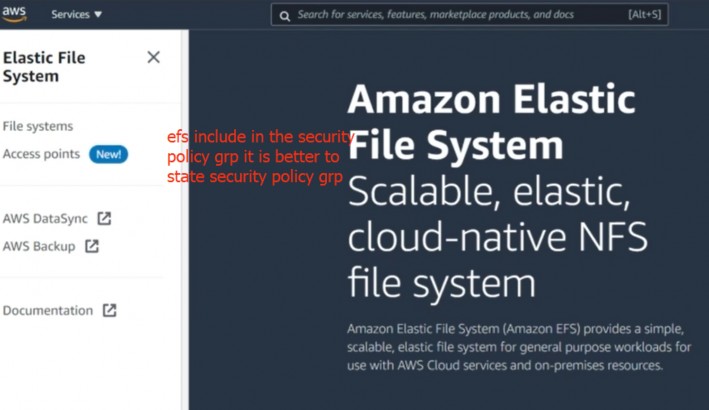 aws
Services ▼
Search for services, features, marketplace products, and docs
[Alt+S]
Elastic File
System
File systems
Access points New!
AWS DataSync
AWS Backup
Documentation
efs include in the security
policy grp it is better to
state security policy grp
Amazon Elastic
File System
Scalable, elastic,
cloud-native NFS
file system
Amazon Elastic File System (Amazon EFS) provides a simple,
scalable, elastic file system for general purpose workloads for
use with AWS Cloud services and on-premises resources.